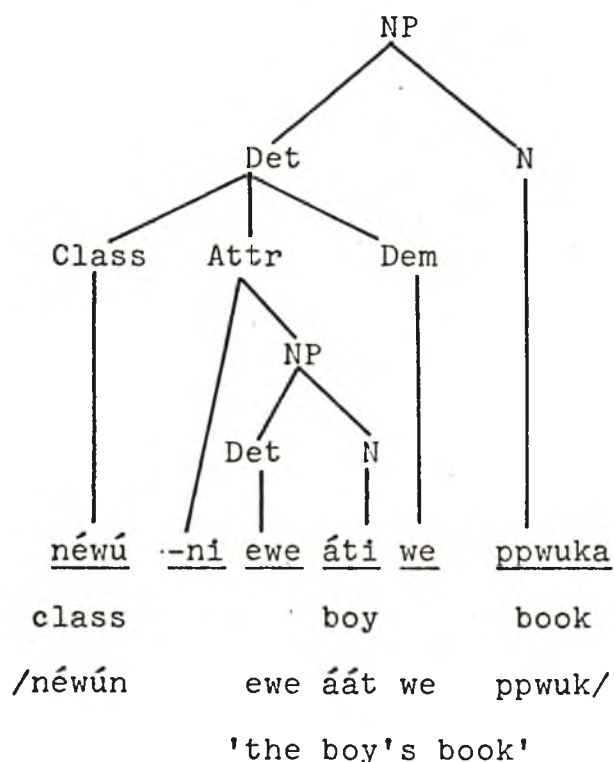 NP
Det N
Class Attr Dem
NP
Det N
néwú -ni ewe áti we ppwuka
class boy book
/néwún ewe áát we ppwuk/
'the boy's book'